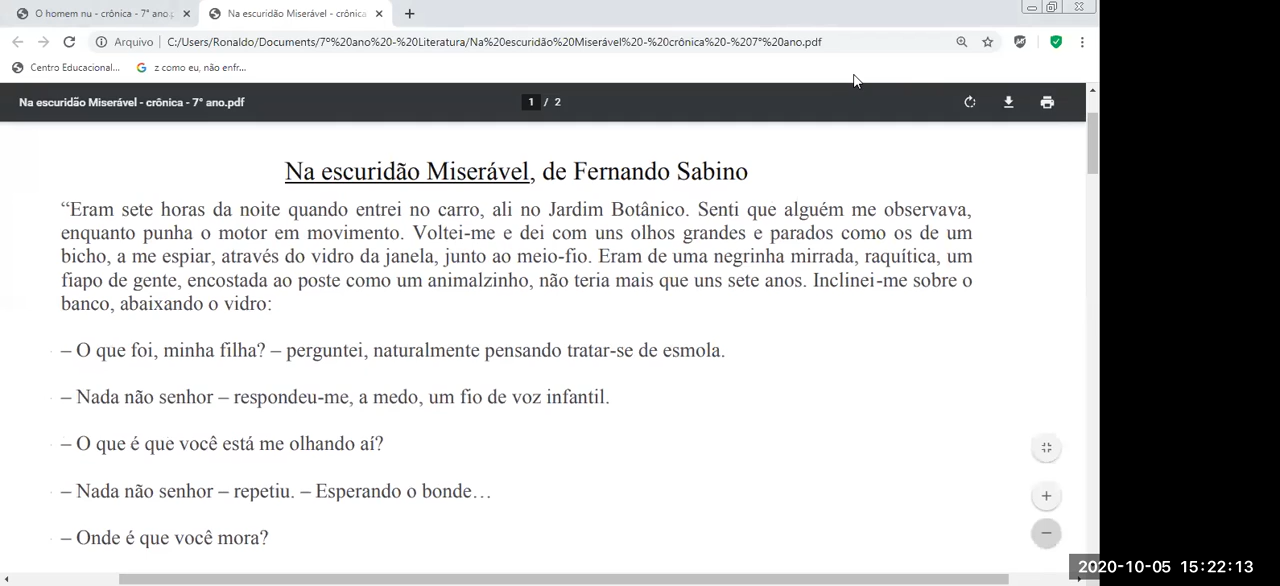 O homem nu - crônica - 7° ano
Na escuridão Miserável - crônica
Arquivo
C:/Users/Ronaldo/Documents/7º%20ano%20-%20Literatura/Na%20escuridão%20Miserável%20-%20crônica%20-%207°%20ano.pdf
Centro Educacional...
z como eu, não enfr...
Na escuridão Miserável - crônica - 7° ano.pdf
1 / 2
Na escuridão Miserável, de Fernando Sabino
“Eram sete horas da noite quando entrei no carro, ali no Jardim Botânico. Senti que alguém me observava,
enquanto punha o motor em movimento. Voltei-me e dei com uns olhos grandes e parados como os de um
bicho, a me espiar, através do vidro da janela, junto ao meio-fio. Eram de uma negrinha mirrada, raquítica, um
fiapo de gente, encostada ao poste como um animalzinho, não teria mais que uns sete anos. Inclinei-me sobre o
banco, abaixando o vidro:
– O que foi, minha filha? – perguntei, naturalmente pensando tratar-se de esmola.
– Nada não senhor – respondeu-me, a medo, um fio de voz infantil.
– O que é que você está me olhando aí?
– Nada não senhor – repetiu. – Esperando o bonde…
– Onde é que você mora?
2020-10-05 15:22:13